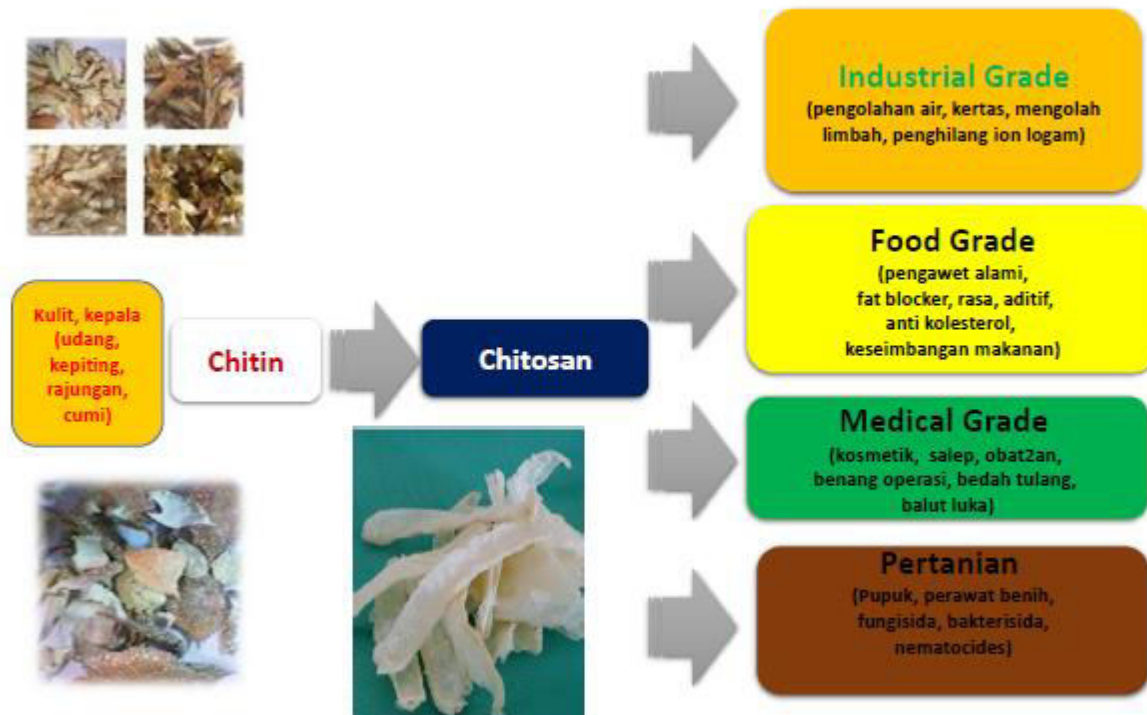 Industrial Grade
(pengolahan air, kertas, mengolah
limbah, penghilang ion logam)
Food Grade
(pengawet alami,
fat blocker, rasa, aditif,
anti kolesterol,
keseimbangan makanan)
Kulit, kepala
(udang,
kepiting,
rajungan,
cumi)
Chitin
Chitosan
Medical Grade
(kosmetik, salep, obat2an,
benang operasi, bedah tulang,
balut luka)
Pertanian
(Pupuk, perawat benih,
fungisida, bakterisida,
nematocides)